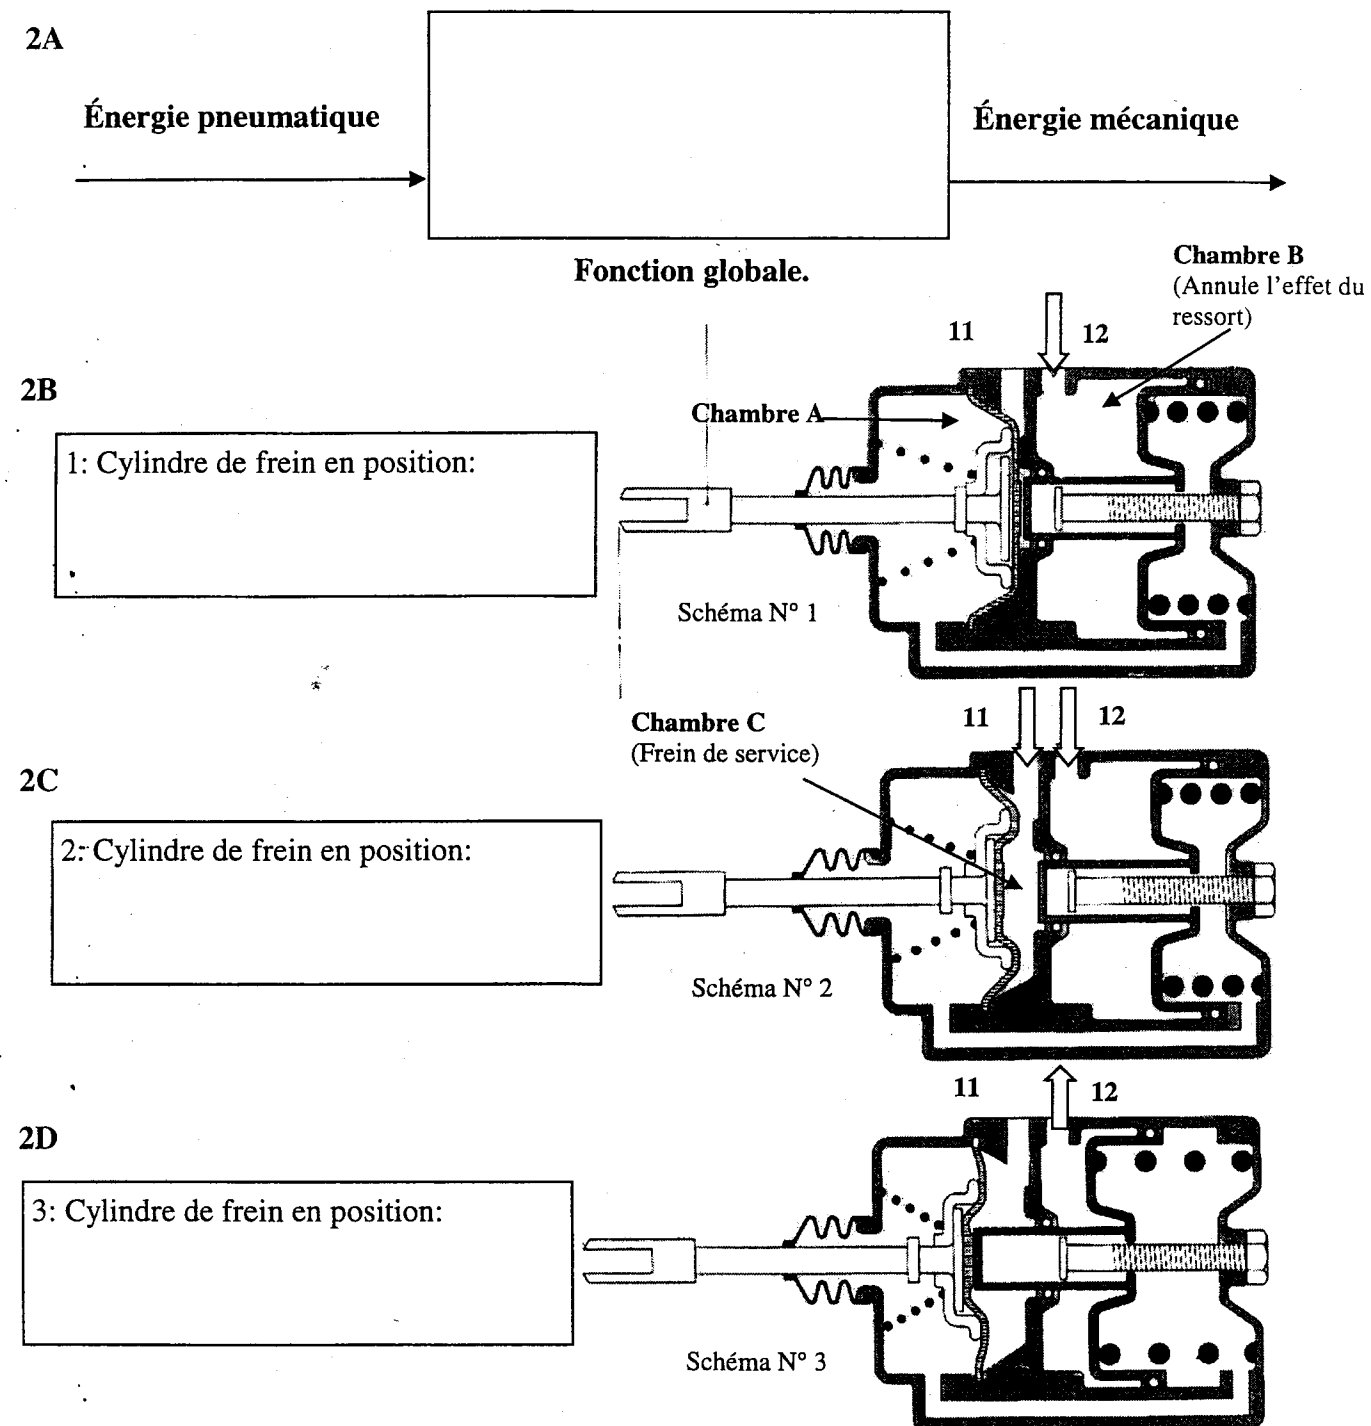 2A
Énergie pneumatique
Énergie mécanique
Fonction globale.
Chambre B
(Annule l'effet du
ressort)
11
12
2B
Chambre A
1: Cylindre de frein en position:
Schéma N° 1
Chambre C
(Frein de service)
11
12
2C
2: Cylindre de frein en position:
Schéma N° 2
11
12
2D
3: Cylindre de frein en position:
Schéma N° 3